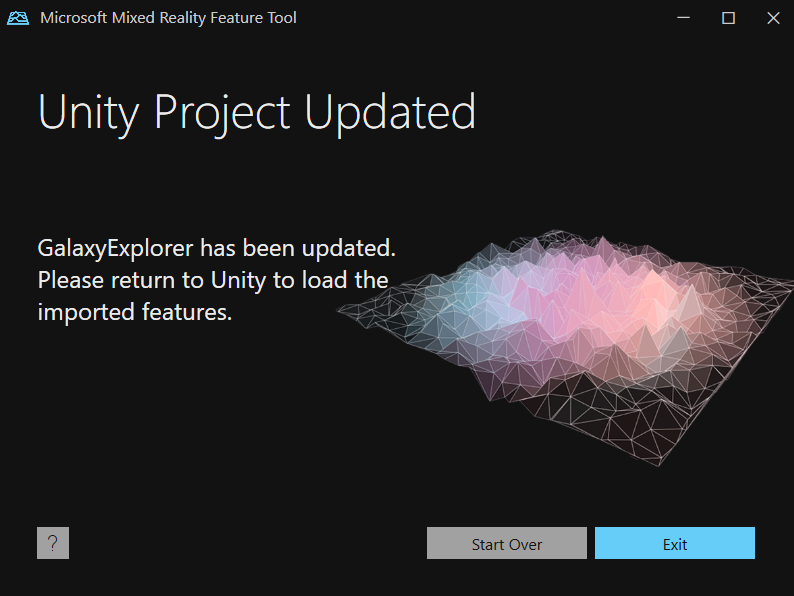 Microsoft Mixed Reality Feature Tool
Unity Project Updated
GalaxyExplorer has been updated.
Please return to Unity to load the
imported features.
?
Start Over
Exit